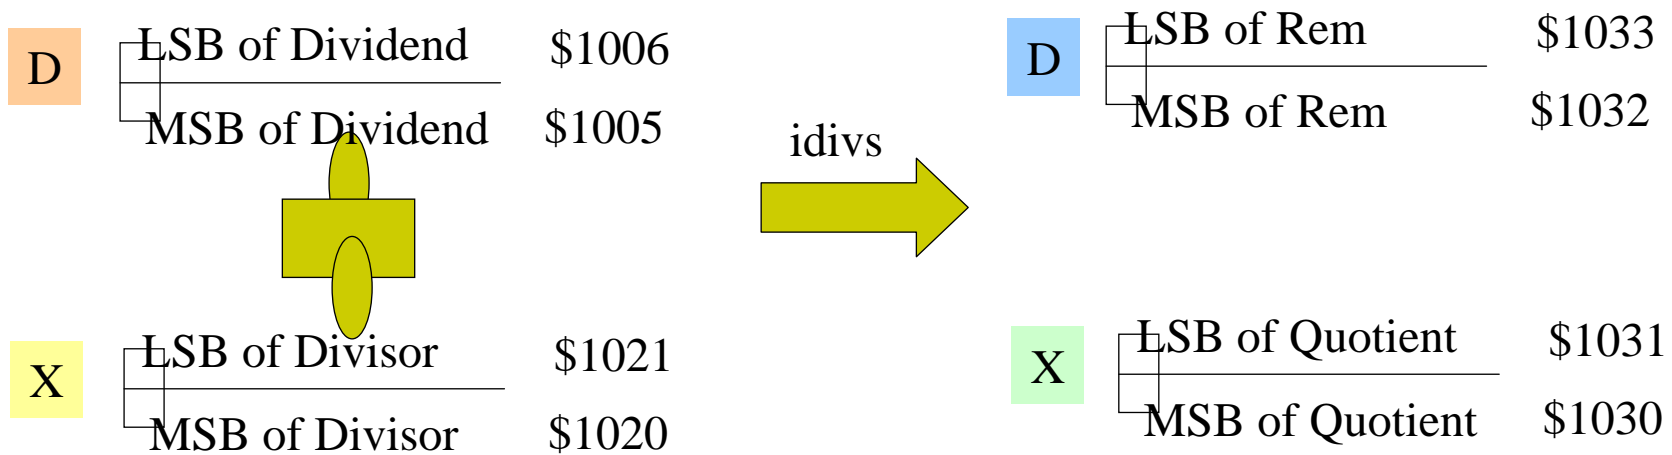 D LSB of Dividend $1006
MSB of Dividend $1005
X LSB of Divisor $1021
MSB of Divisor $1020
idivs
D LSB of Rem $1033
MSB of Rem $1032
X LSB of Quotient $1031
MSB of Quotient $1030